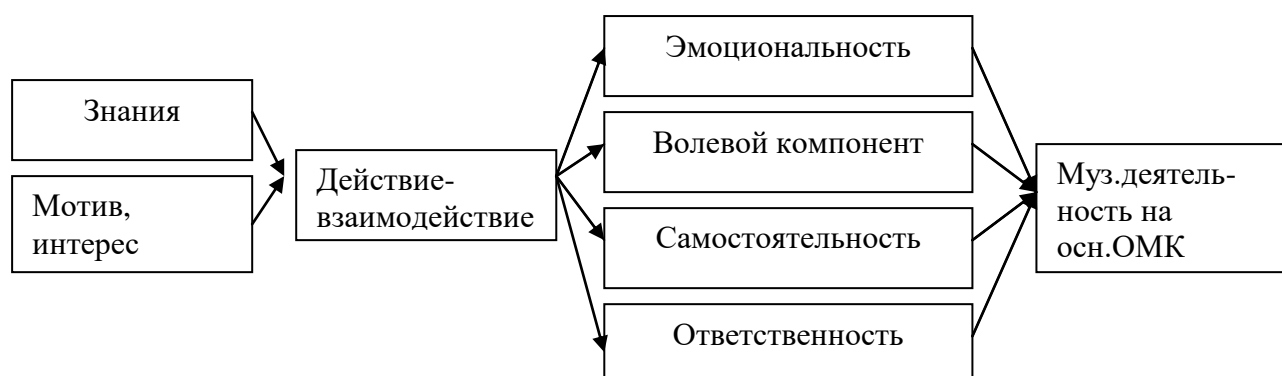 Знания
Мотив,
интерес
Действие-
взаимодействие
Эмоциональность
Волевой компонент
Самостоятельность
Ответственность
Муз.деятель-
ность на
осн.ОМК